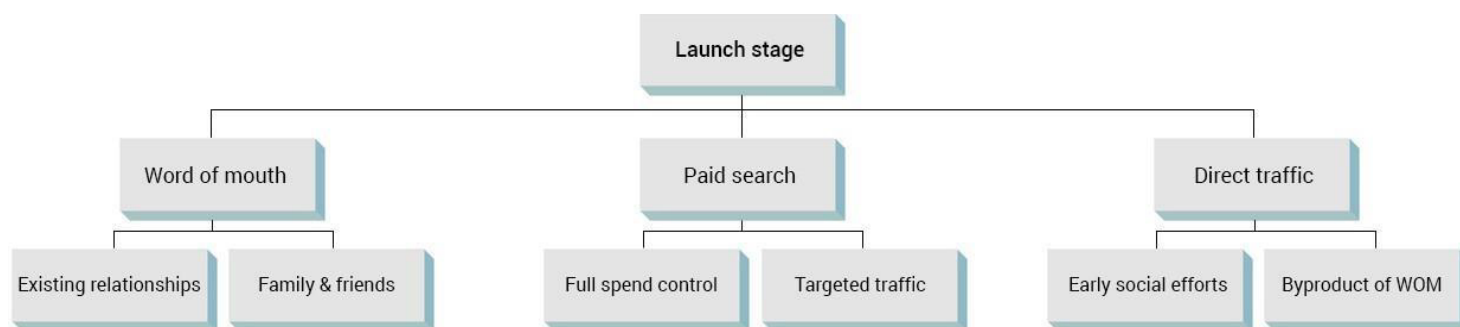 Launch stage
Word of mouth
Paid search
Direct traffic
Existing relationships
Family & friends
Full spend control
Targeted traffic
Early social efforts
Byproduct of WOM